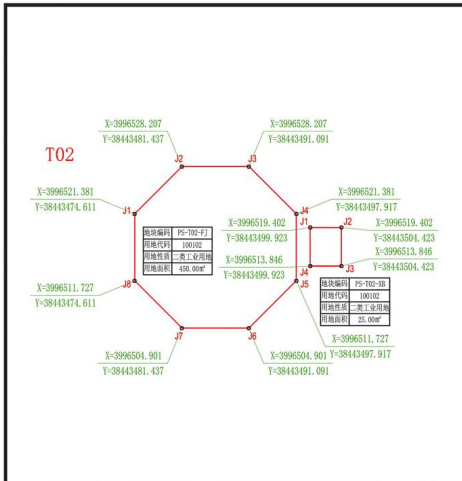 X=3996528.207
Y=38443481.437
X=3996528.207
Y=38443491.091
T02
J2
J3
X=3996521.381
Y=38443474.611
J1
X=3996521.381
Y=38443497.917
J4
X=3996519.402
Y=38443499.923
J1
J2
X=3996519.402
Y=38443504.423
地块编码 PS-T02-FJ
用地代码 100102
用地性质 二类工业用地
用地面积 450.00㎡
X=3996513.846
Y=38443499.923
J4
J3
X=3996513.846
Y=38443504.423
X=3996511.727
Y=38443474.611
J8
J5
地块编码 PS-T02-XB
用地代码 100102
用地性质 二类工业用地
用地面积 25.00㎡
J7
J6
X=3996511.727
Y=38443497.917
X=3996504.901
Y=38443481.437
X=3996504.901
Y=38443491.091